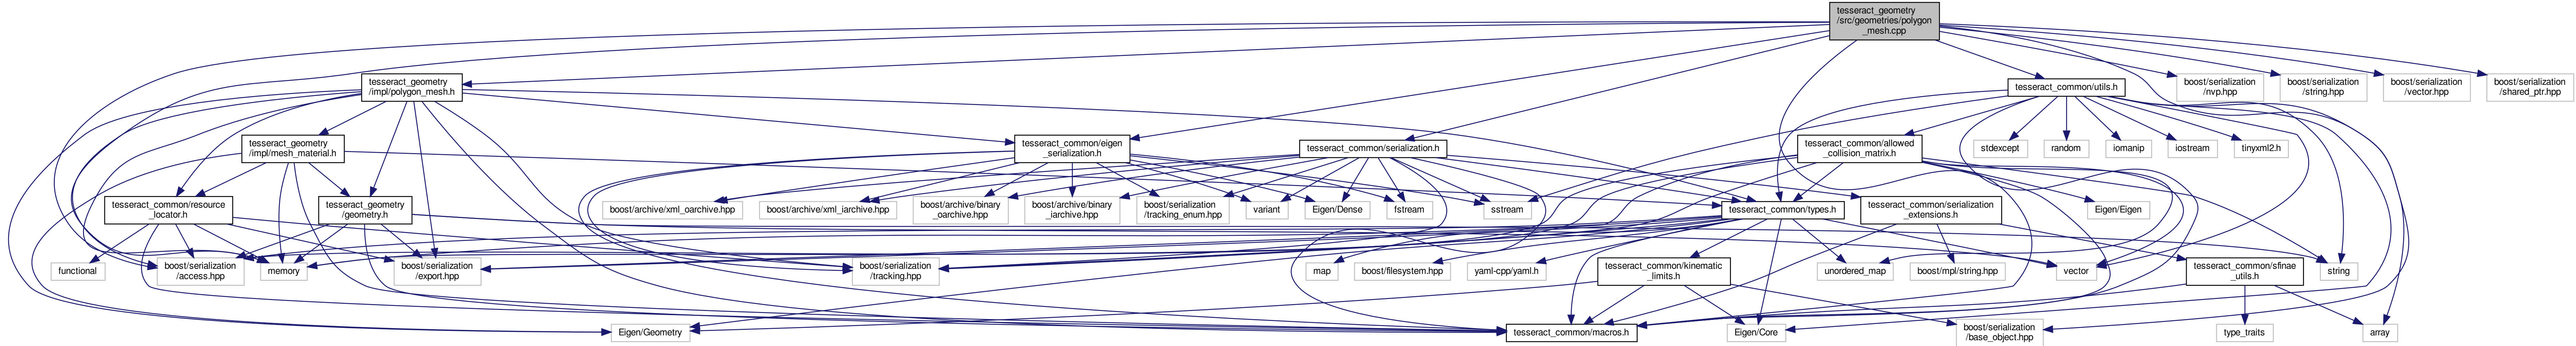 tesseract_geometry
/src/geometries/polygon
_mesh.cpp
tesseract_geometry
/impl/polygon_mesh.h
tesseract_common/utils.h
boost/serialization
/nvp.hpp
boost/serialization
/string.hpp
boost/serialization
/vector.hpp
boost/serialization
/shared_ptr.hpp
tesseract_geometry
/impl/mesh_material.h
tesseract_common/eigen
_serialization.h
tesseract_common/serialization.h
tesseract_common/allowed
_collision_matrix.h
stdexcept
random
iomanip
iostream
tinyxml2.h
tesseract_common/resource
_locator.h
tesseract_geometry
/geometry.h
boost/archive/xml_oarchive.hpp
boost/archive/xml_iarchive.hpp
boost/archive/binary
_oarchive.hpp
boost/archive/binary
_iarchive.hpp
boost/serialization
/tracking_enum.hpp
variant
Eigen/Dense
fstream
sstream
tesseract_common/types.h
tesseract_common/serialization
_extensions.h
Eigen/Eigen
functional
boost/serialization
/access.hpp
memory
boost/serialization
/export.hpp
boost/serialization
/tracking.hpp
map
boost/filesystem.hpp
yaml-cpp/yaml.h
tesseract_common/kinematic
_limits.h
unordered_map
boost/mpl/string.hpp
vector
tesseract_common/sfinae
_utils.h
string
Eigen/Geometry
tesseract_common/macros.h
Eigen/Core
boost/serialization
/base_object.hpp
type_traits
array